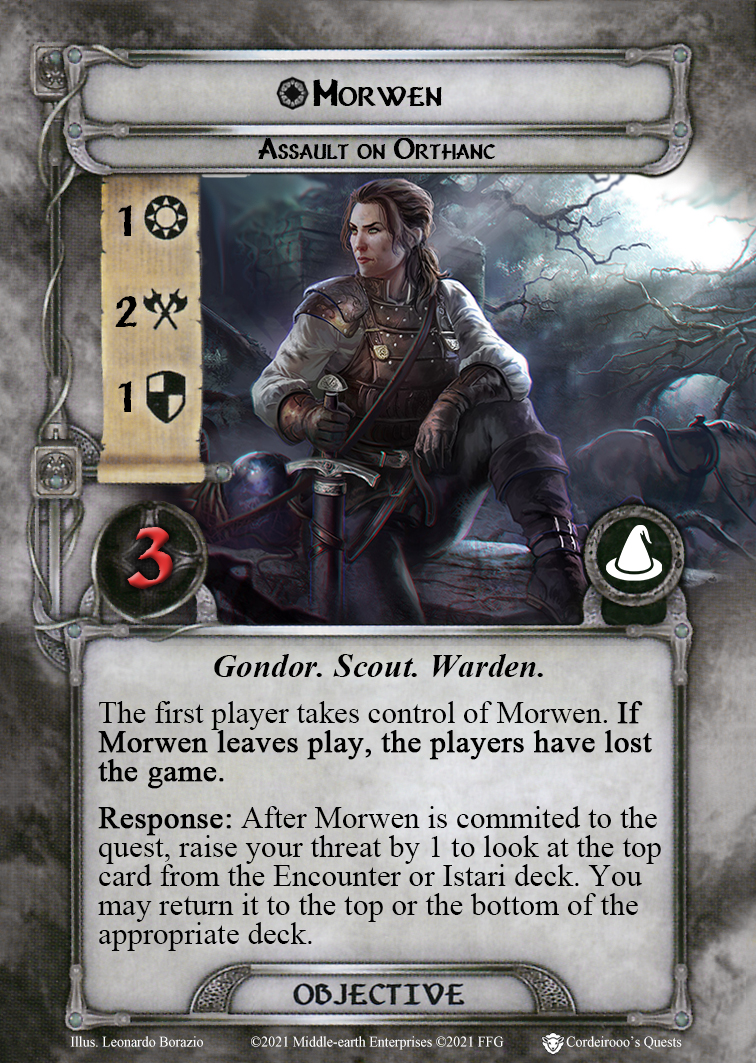 Morwen
Assault on Orthanc
1
2
1
3
Gondor. Scout. Warden.
The first player takes control of Morwen. If
Morwen leaves play, the players have lost
the game.
Response: After Morwen is commited to the
quest, raise your threat by 1 to look at the top
card from the Encounter or Istari deck. You
may return it to the top or the bottom of the
appropriate deck.
OBJECTIVE
Illus. Leonardo Borazio ©2021 Middle-earth Enterprises ©2021 FFG Cordeirooo's Quests